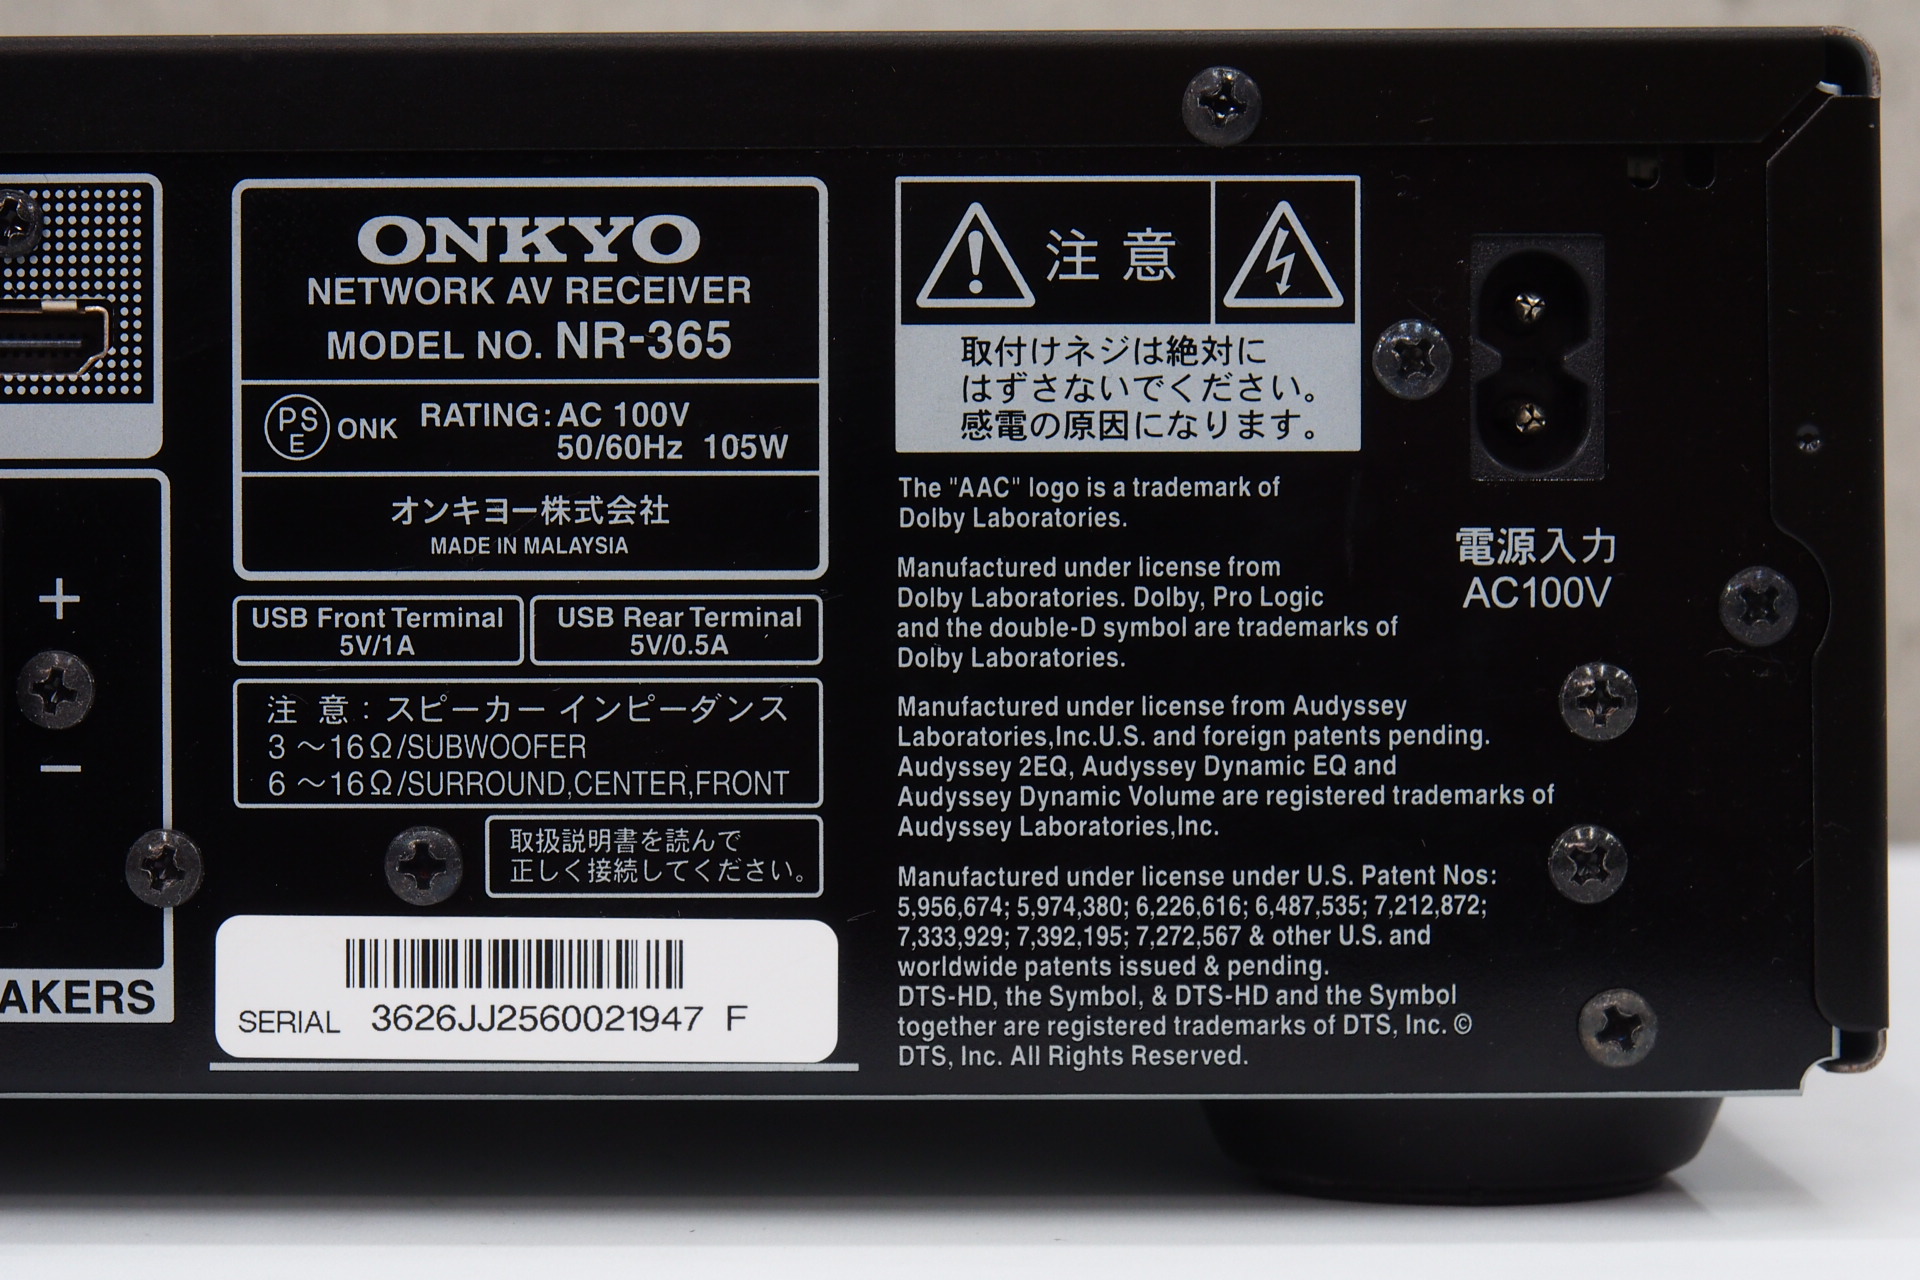 ONKYO
NETWORK AV RECEIVER
MODEL NO. NR-365
PS
E
ONK
RATING: AC 100V
50/60Hz 105W
オンキヨー株式会社
MADE IN MALAYSIA
USB Front Terminal
5V/1A
USB Rear Terminal
5V/0.5A
注 意 : スピーカー インピーダンス
3 ～16Ω/SUBWOOFER
6 ～16Ω/SURROUND,CENTER,FRONT
取扱説明書を読んで
正しく接続してください。
SERIAL 3626JJ2560021947 F
+
−
AKERS
注 意
取付けネジは絶対に
はずさないでください。
感電の原因になります。
The "AAC" logo is a trademark of
Dolby Laboratories.
Manufactured under license from
Dolby Laboratories. Dolby, Pro Logic
and the double-D symbol are trademarks of
Dolby Laboratories.
Manufactured under license from Audyssey
Laboratories,Inc.U.S. and foreign patents pending.
Audyssey 2EQ, Audyssey Dynamic EQ and
Audyssey Dynamic Volume are registered trademarks of
Audyssey Laboratories,Inc.
Manufactured under license under U.S. Patent Nos:
5,956,674; 5,974,380; 6,226,616; 6,487,535; 7,212,872;
7,333,929; 7,392,195; 7,272,567 & other U.S. and
worldwide patents issued & pending.
DTS-HD, the Symbol, & DTS-HD and the Symbol
together are registered trademarks of DTS, Inc. ©
DTS, Inc. All Rights Reserved.
電源入力
AC100V